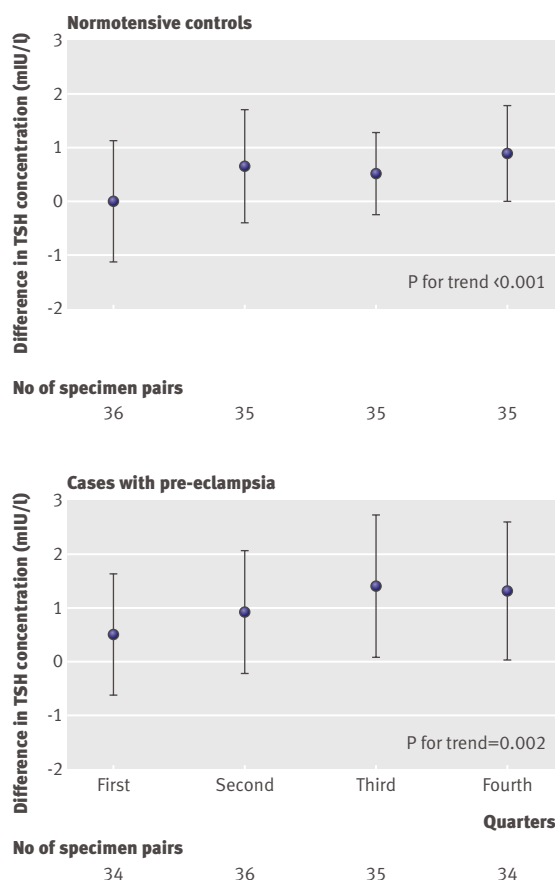 Normotensive controls
Difference in TSH concentration (mIU/l)
3
2
1
0
-1
-2
P for trend <0.001
No of specimen pairs
36 35 35 35
Cases with pre-eclampsia
Difference in TSH concentration (mIU/l)
3
2
1
0
-1
-2
P for trend=0.002
First Second Third Fourth
Quarters
No of specimen pairs
34 36 35 34